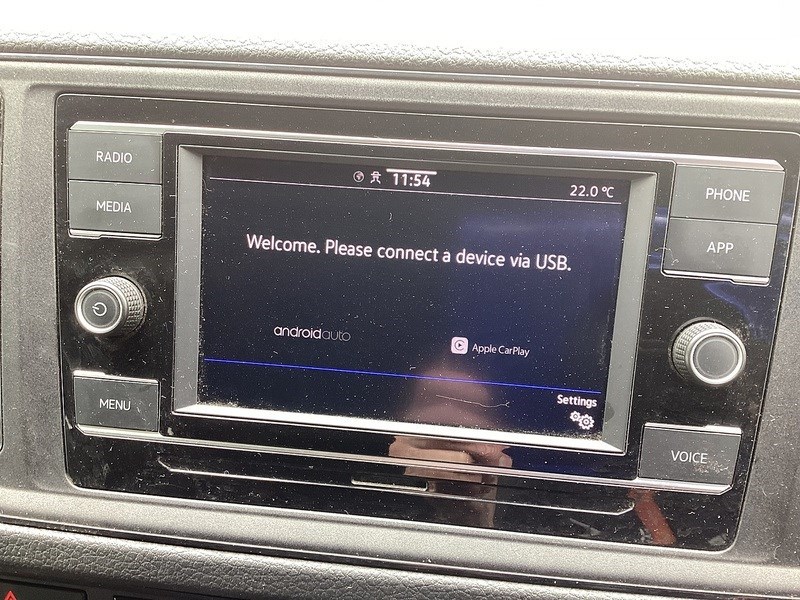 RADIO
MEDIA
MENU
11:54
22.0 °C
Welcome. Please connect a device via USB.
androidauto
Apple CarPlay
Settings
PHONE
APP
VOICE